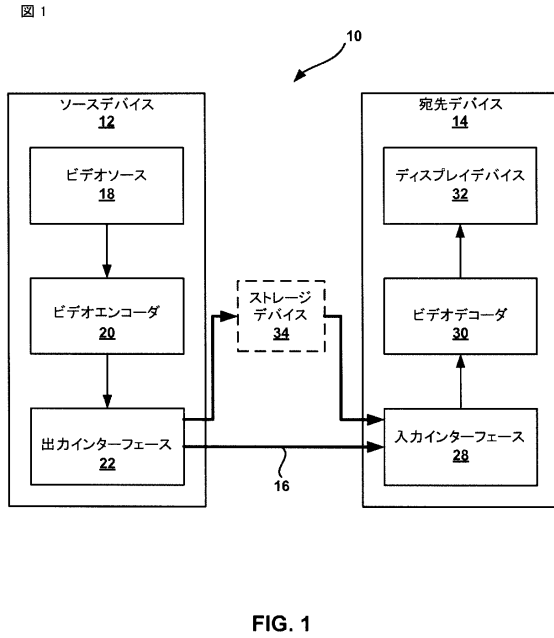 図 1
10
ソースデバイス
12
ビデオソース
18
ビデオエンコーダ
20
出力インターフェース
22
ストレージ
デバイス
34
16
宛先デバイス
14
ディスプレイデバイス
32
ビデオデコーダ
30
入力インターフェース
28
FIG. 1